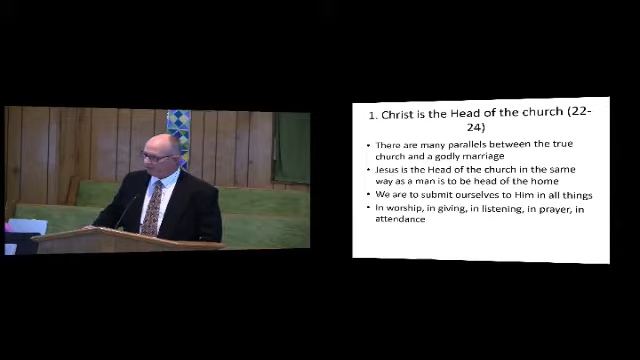 1. Christ is the Head of the church (22-
24)
• There are many parallels between the true
church and a godly marriage
• Jesus is the Head of the church in the same
way as a man is to be head of the home
• We are to submit ourselves to Him in all things
• In worship, in giving, in listening, in prayer, in
attendance